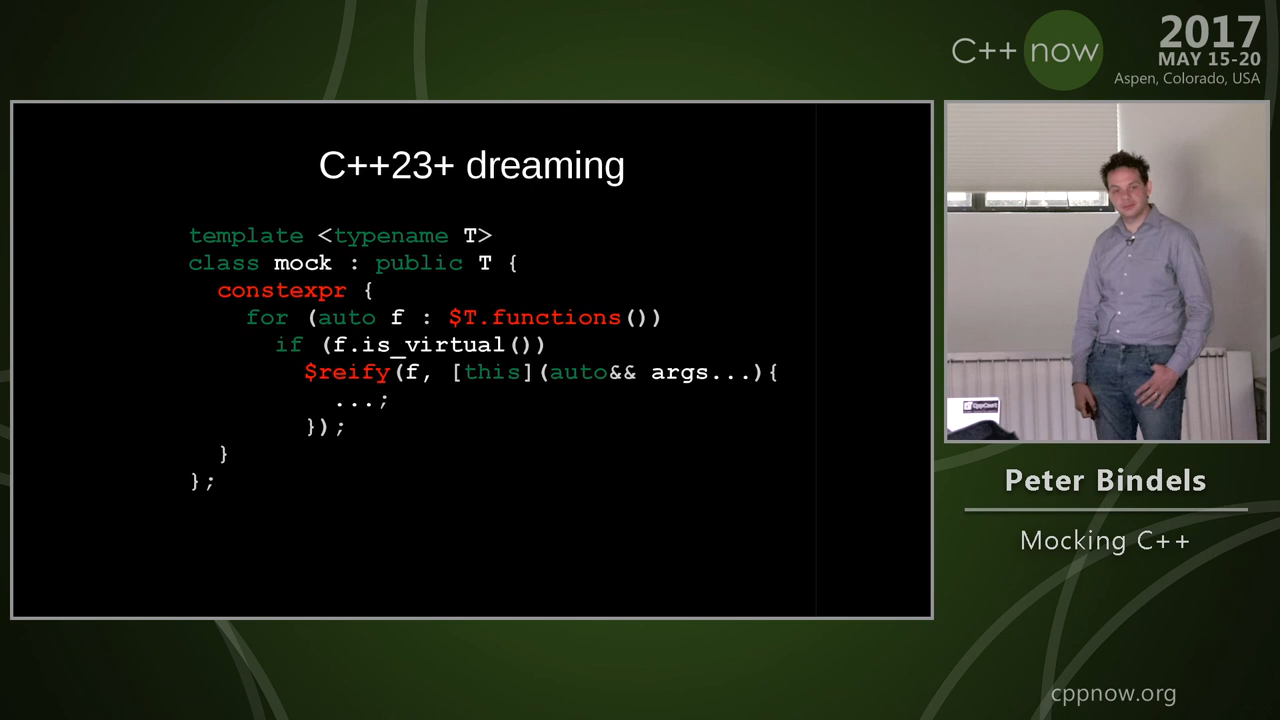 C++ now
2017
MAY 15-20
Aspen, Colorado, USA
C++23+ dreaming
template <typename T>
class mock : public T {
constexpr {
for (auto f : $T.functions())
if (f.is_virtual())
$reify(f, [this](auto&& args...){
...;
});
}
};
CppCast
Peter Bindels
Mocking C++
cppnow.org